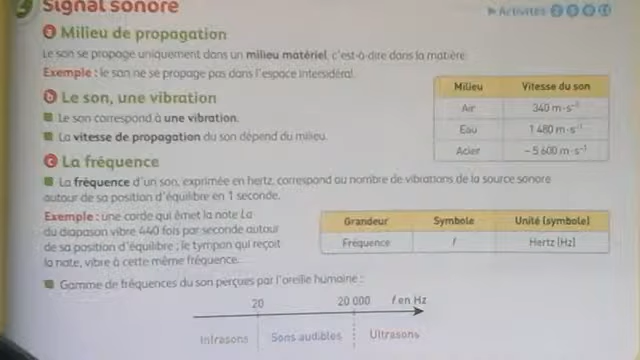 Signal sonore
▶ Activités
a Milieu de propagation
Le son se propage uniquement dans un milieu matériel, c'est-à-dire dans la matière.
Exemple : le son ne se propage pas dans l'espace intersidéral.
b Le son, une vibration
Le son correspond à une vibration.
La vitesse de propagation du son dépend du milieu.
Milieu Vitesse du son
Air 340 m·s⁻¹
Eau 1 480 m·s⁻¹
Acier ~ 5 600 m·s⁻¹
c La fréquence
La fréquence d'un son, exprimée en hertz, correspond au nombre de vibrations de la source sonore
autour de sa position d'équilibre en 1 seconde.
Exemple : une corde qui émet la note La
du diapason vibre 440 fois par seconde autour
de sa position d'équilibre ; le tympan qui reçoit
la note, vibre à cette même fréquence.
Grandeur Symbole Unité (symbole)
Fréquence f Hertz (Hz)
Gamme de fréquences du son perçues par l'oreille humaine :
20 20 000 f en Hz
Infrasons Sons audibles Ultrasons